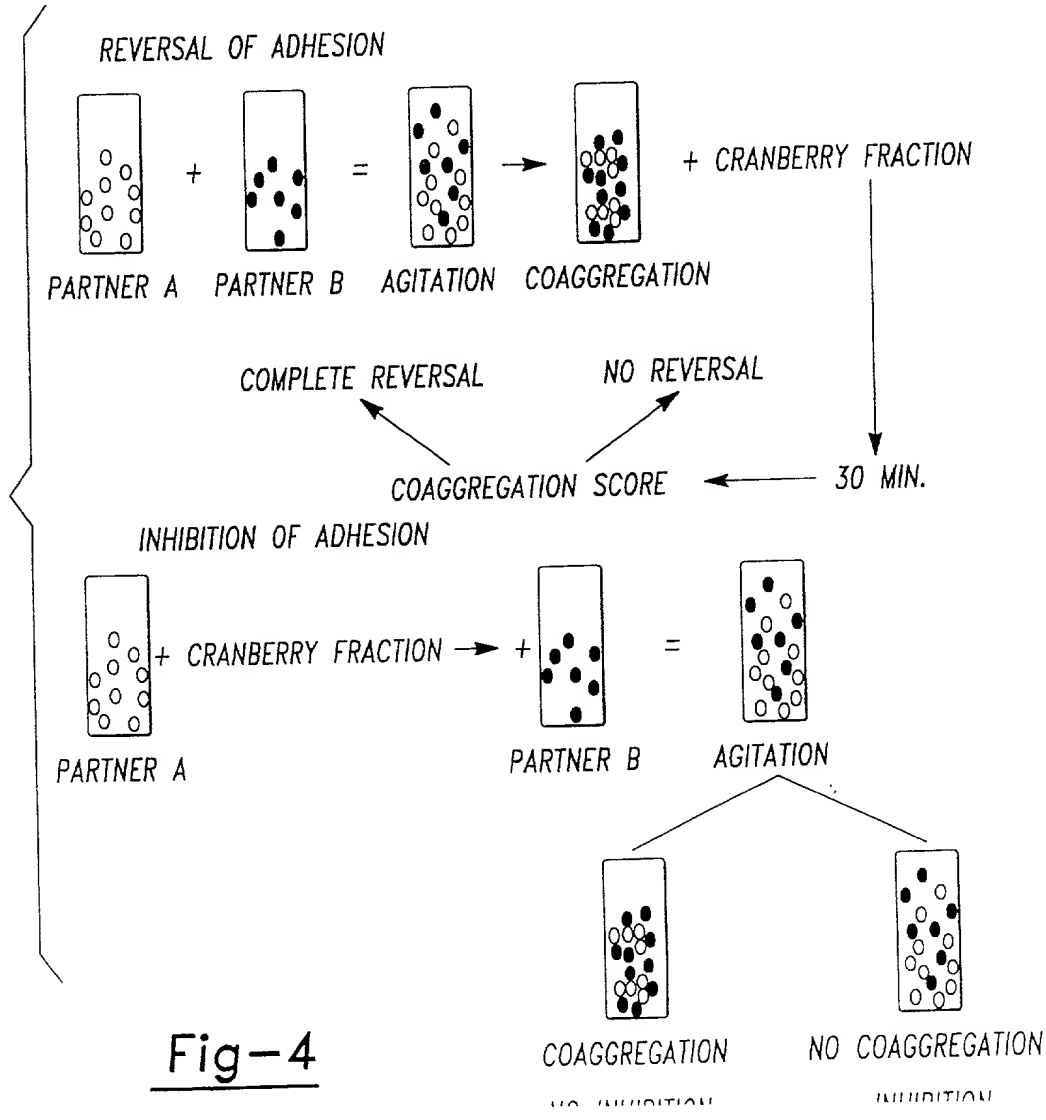 REVERSAL OF ADHESION
+ = + CRANBERRY FRACTION
PARTNER A PARTNER B AGITATION COAGGREGATION
COMPLETE REVERSAL NO REVERSAL
COAGGREGATION SCORE 30 MIN.
INHIBITION OF ADHESION
+ CRANBERRY FRACTION + =
PARTNER A PARTNER B AGITATION
COAGGREGATION NO COAGGREGATION
Fig-4